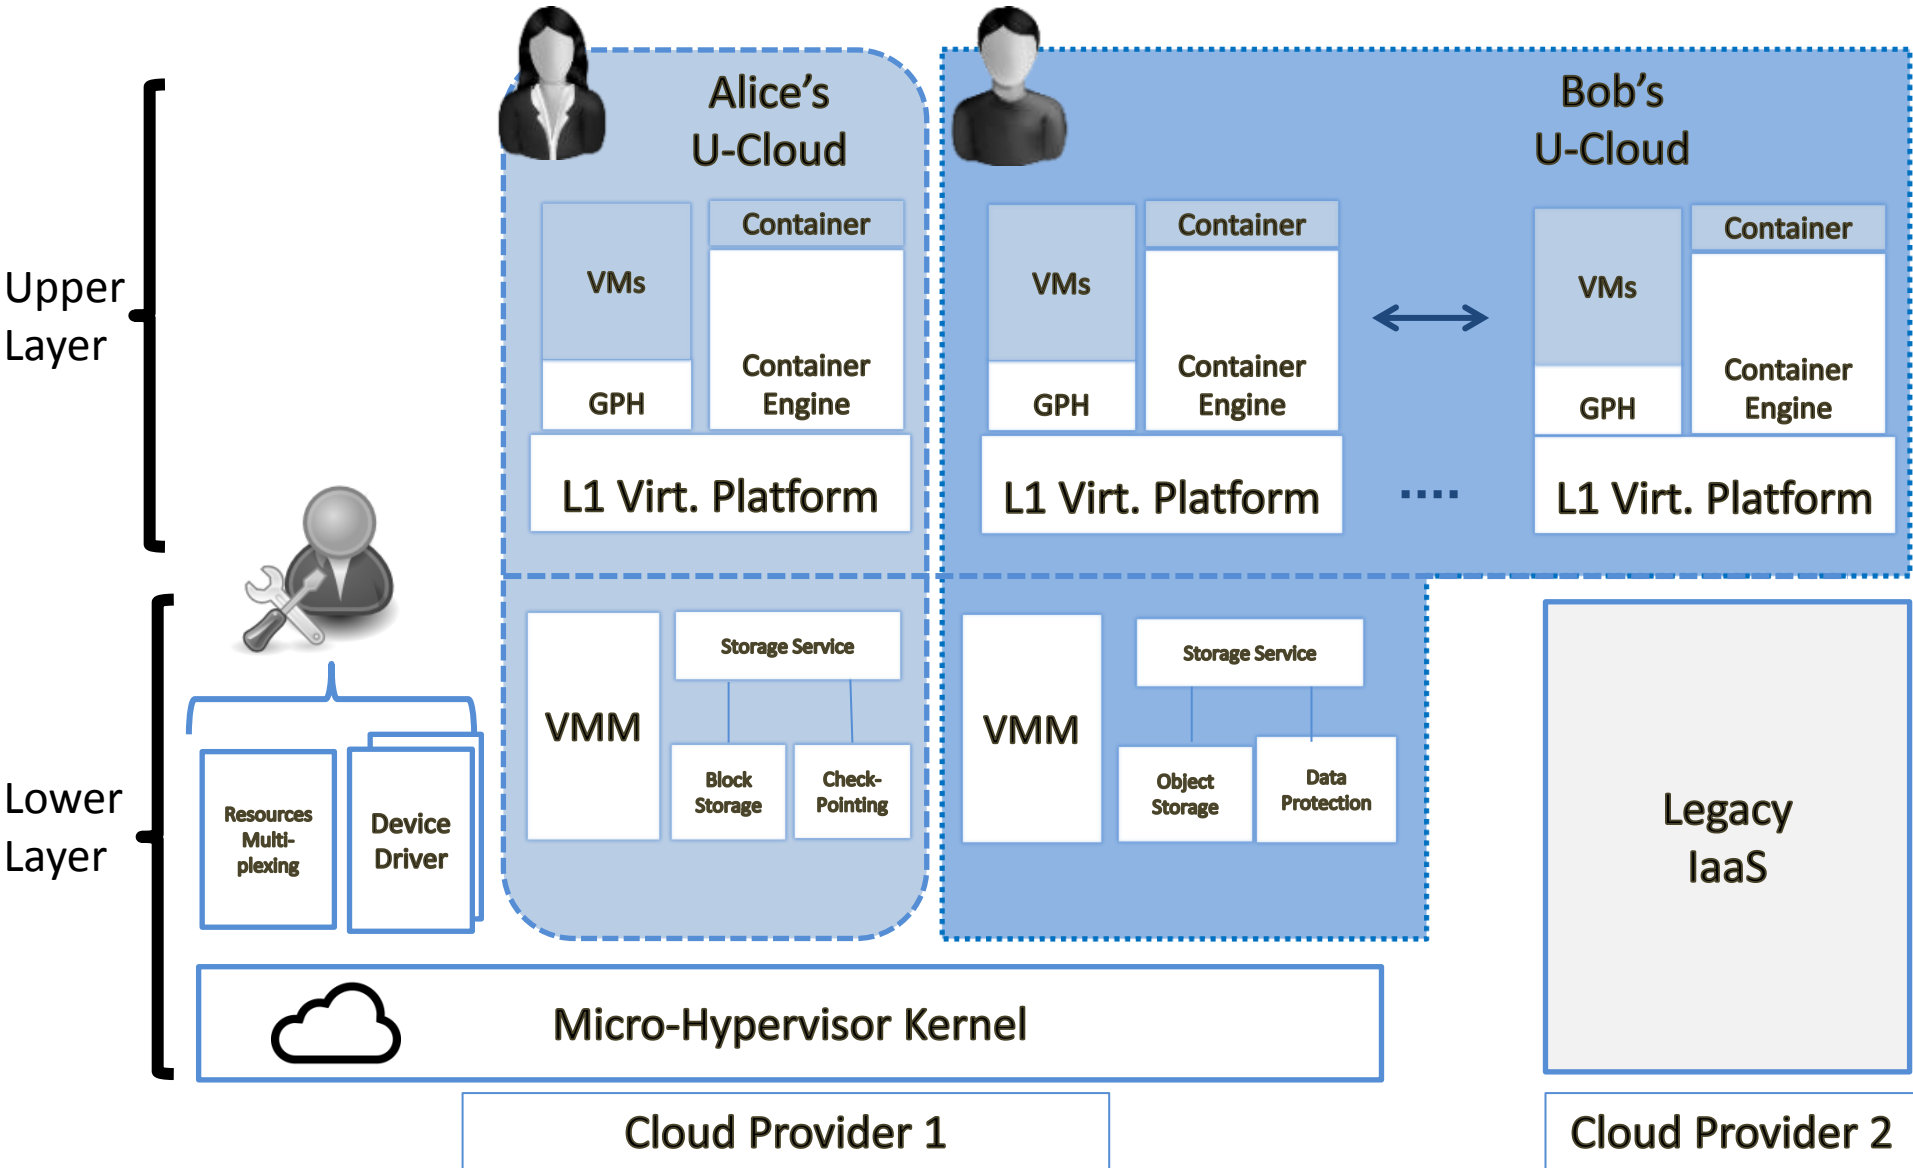 Upper
Layer
Alice's
U-Cloud
VMs
GPH
Container
Container
Engine
L1 Virt. Platform
Bob's
U-Cloud
VMs
GPH
Container
Container
Engine
L1 Virt. Platform
....
VMs
GPH
Container
Container
Engine
L1 Virt. Platform
Lower
Layer
Resources
Multi-
plexing
Device
Driver
VMM
Storage Service
Block
Storage
Check-
Pointing
VMM
Storage Service
Object
Storage
Data
Protection
Legacy
IaaS
Micro-Hypervisor Kernel
Cloud Provider 1
Cloud Provider 2